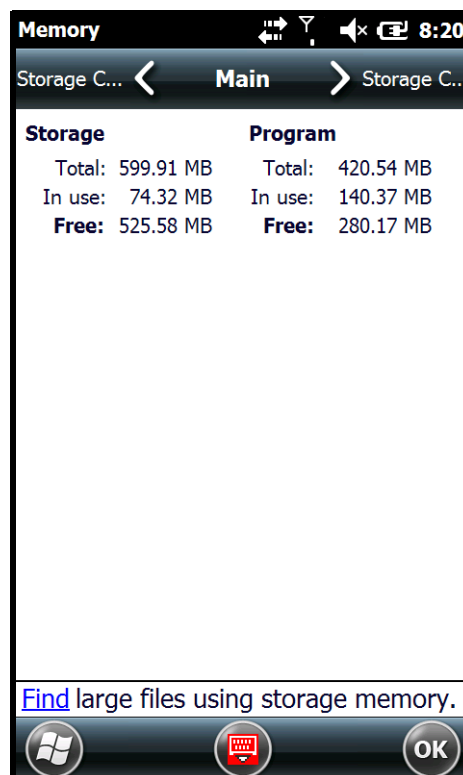 Memory 8:20
Storage C... Main Storage C..
Storage Program
Total: 599.91 MB Total: 420.54 MB
In use: 74.32 MB In use: 140.37 MB
Free: 525.58 MB Free: 280.17 MB
Find large files using storage memory.
OK